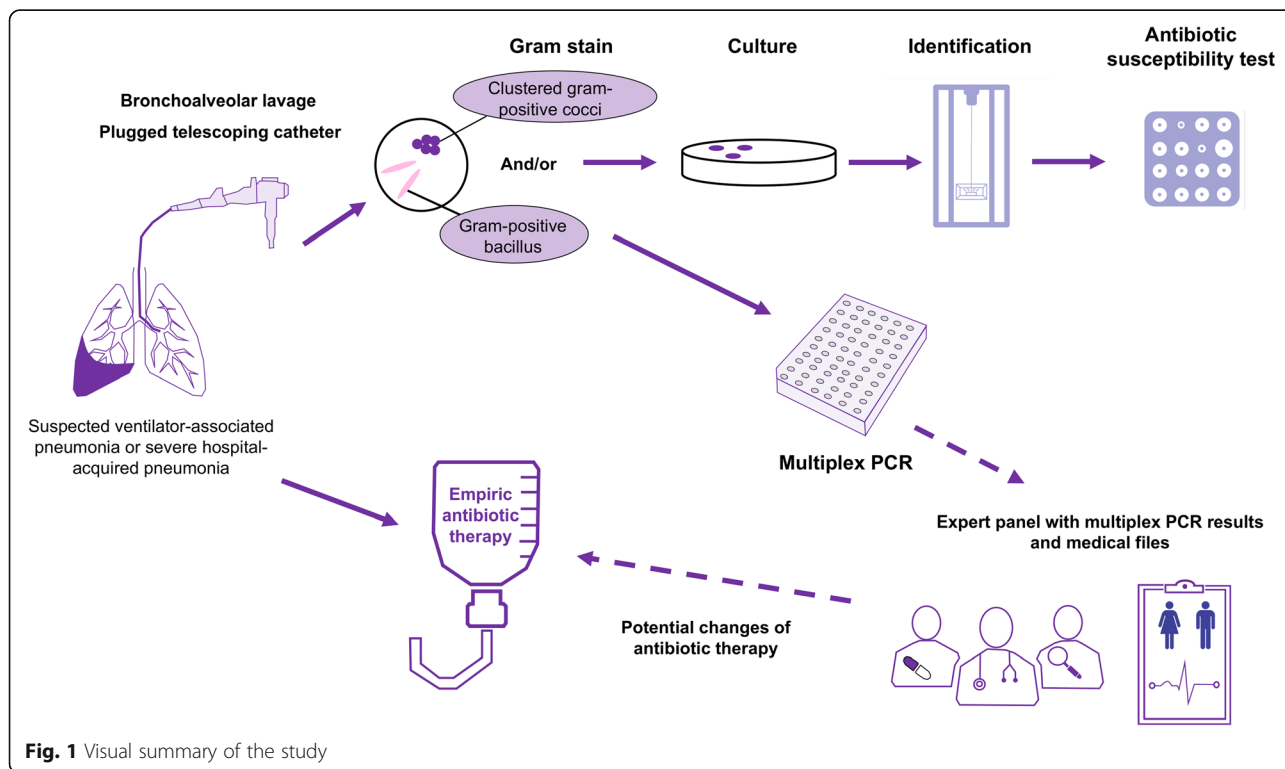 Gram stain
Culture
Identification
Antibiotic
susceptibility test
Bronchoalveolar lavage
Plugged telescoping catheter
Clustered gram-
positive cocci
And/or
Gram-positive
bacillus
Suspected ventilator-associated
pneumonia or severe hospital-
acquired pneumonia
Multiplex PCR
Empiric
antibiotic
therapy
Expert panel with multiplex PCR results
and medical files
Potential changes of
antibiotic therapy
Fig. 1 Visual summary of the study